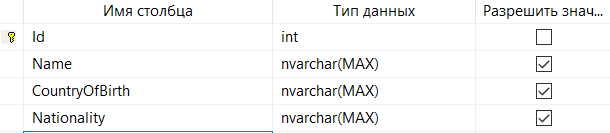 Имя столбца Тип данных Разрешить знач...
Id int
Name nvarchar(MAX)
CountryOfBirth nvarchar(MAX)
Nationality nvarchar(MAX)